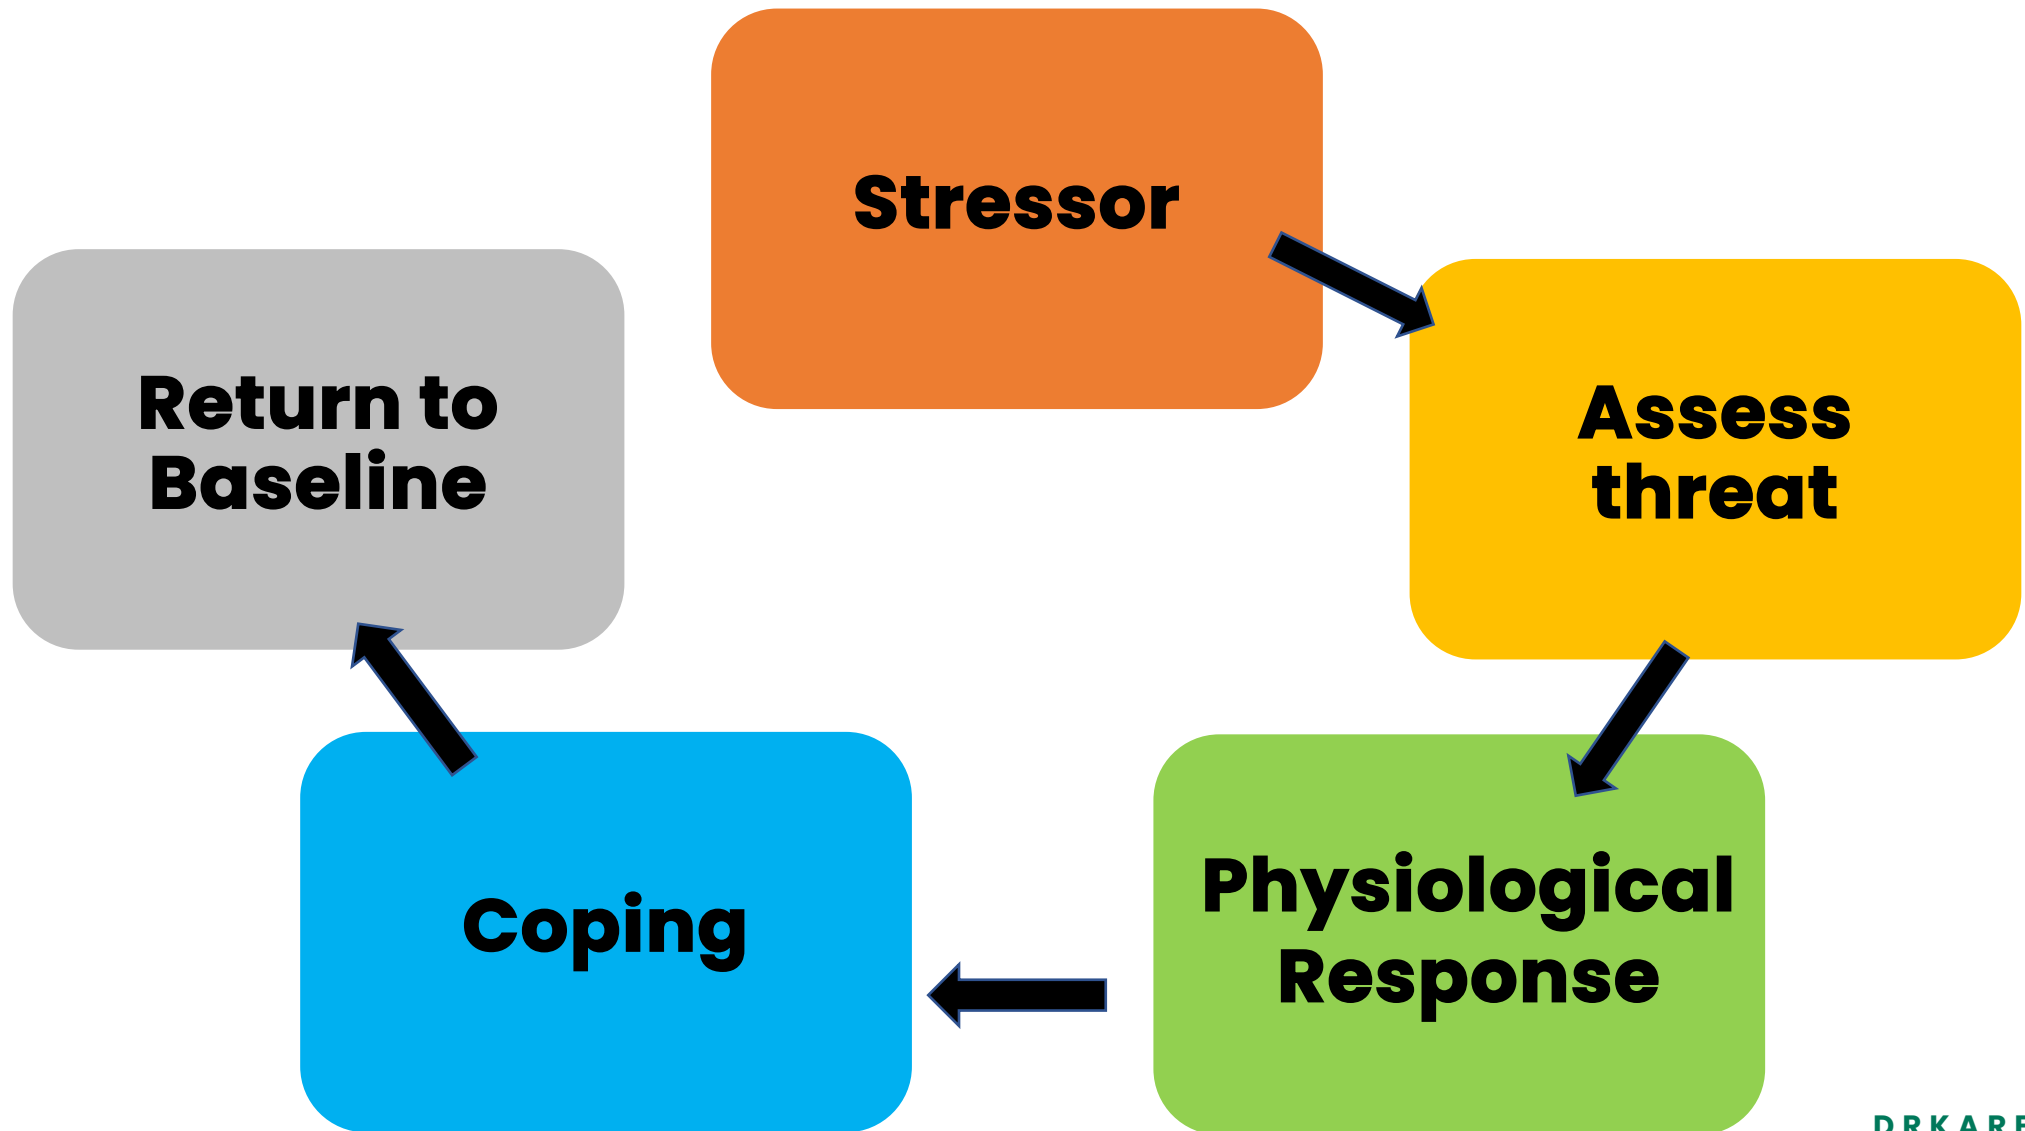 Stressor
Assess
threat
Physiological
Response
Coping
Return to
Baseline